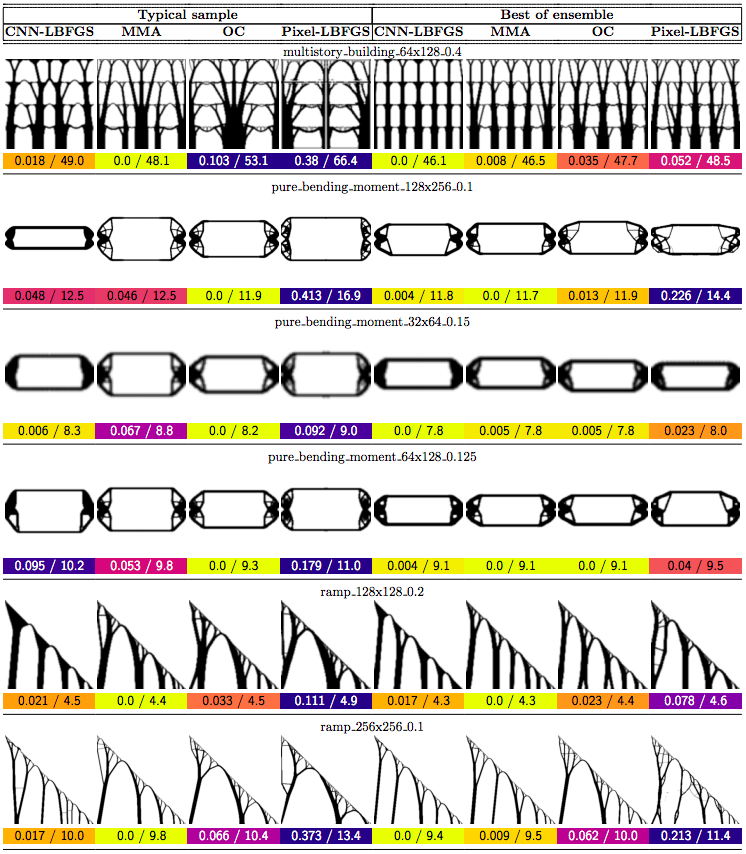 Typical sample Best of ensemble
CNN-LBFGS MMA OC Pixel-LBFGS CNN-LBFGS MMA OC Pixel-LBFGS
multistory_building_64x128_0.4
0.018 / 49.0 0.0 / 48.1 0.103 / 53.1 0.38 / 66.4 0.0 / 46.1 0.008 / 46.5 0.035 / 47.7 0.052 / 48.5
pure_bending_moment_128x256_0.1
0.048 / 12.5 0.046 / 12.5 0.0 / 11.9 0.413 / 16.9 0.004 / 11.8 0.0 / 11.7 0.013 / 11.9 0.226 / 14.4
pure_bending_moment_32x64_0.15
0.006 / 8.3 0.067 / 8.8 0.0 / 8.2 0.092 / 9.0 0.0 / 7.8 0.005 / 7.8 0.005 / 7.8 0.023 / 8.0
pure_bending_moment_64x128_0.125
0.095 / 10.2 0.053 / 9.8 0.0 / 9.3 0.179 / 11.0 0.004 / 9.1 0.0 / 9.1 0.0 / 9.1 0.04 / 9.5
ramp_128x128_0.2
0.021 / 4.5 0.0 / 4.4 0.033 / 4.5 0.111 / 4.9 0.017 / 4.3 0.0 / 4.3 0.023 / 4.4 0.078 / 4.6
ramp_256x256_0.1
0.017 / 10.0 0.0 / 9.8 0.066 / 10.4 0.373 / 13.4 0.0 / 9.4 0.009 / 9.5 0.062 / 10.0 0.213 / 11.4